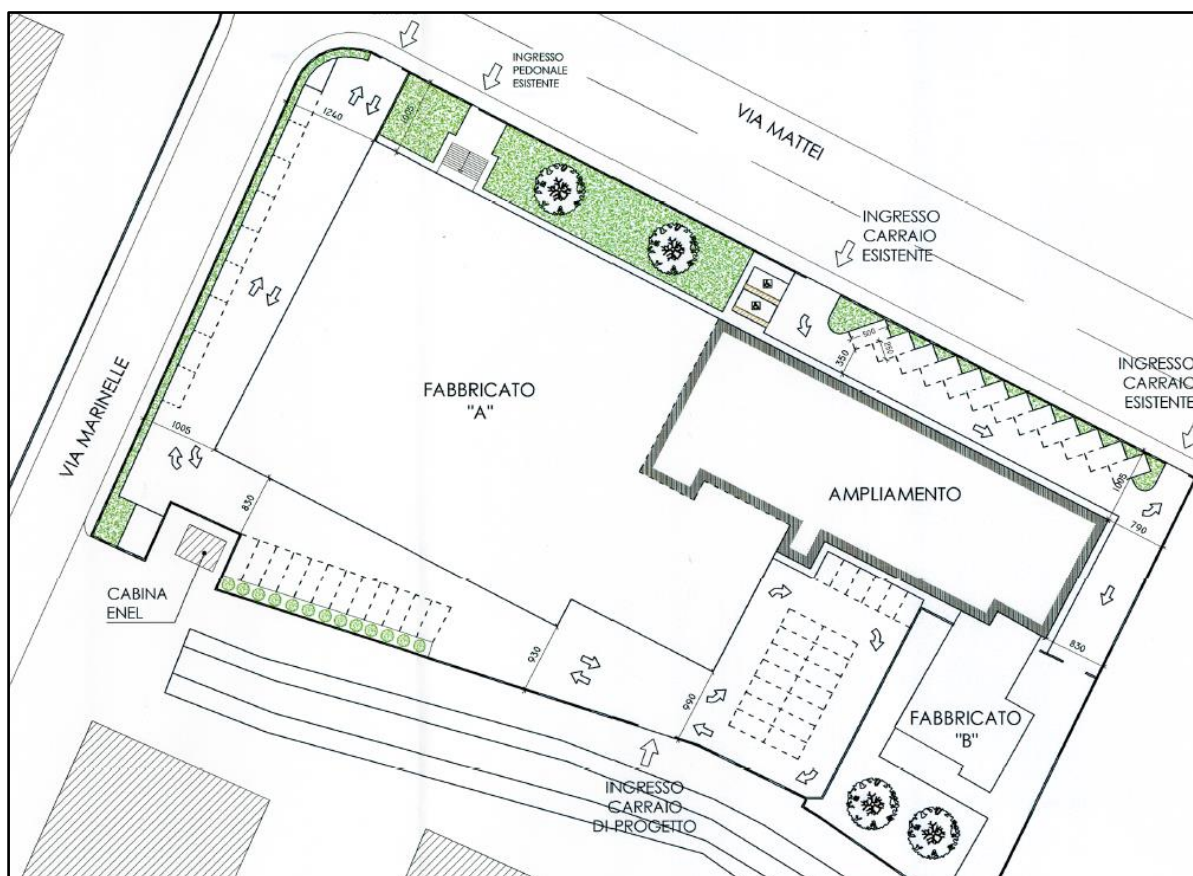 INGRESSO
PEDONALE
ESISTENTE
VIA MATTEI
1240
1005
INGRESSO
CARRAIO
ESISTENTE
INGRESSO
CARRAIO
ESISTENTE
500
250
350
VIA MARINELLE
FABBRICATO
"A"
1005
830
AMPLIAMENTO
1005
790
CABINA
ENEL
930
990
830
FABBRICATO
"B"
INGRESSO
CARRAIO
DI PROGETTO